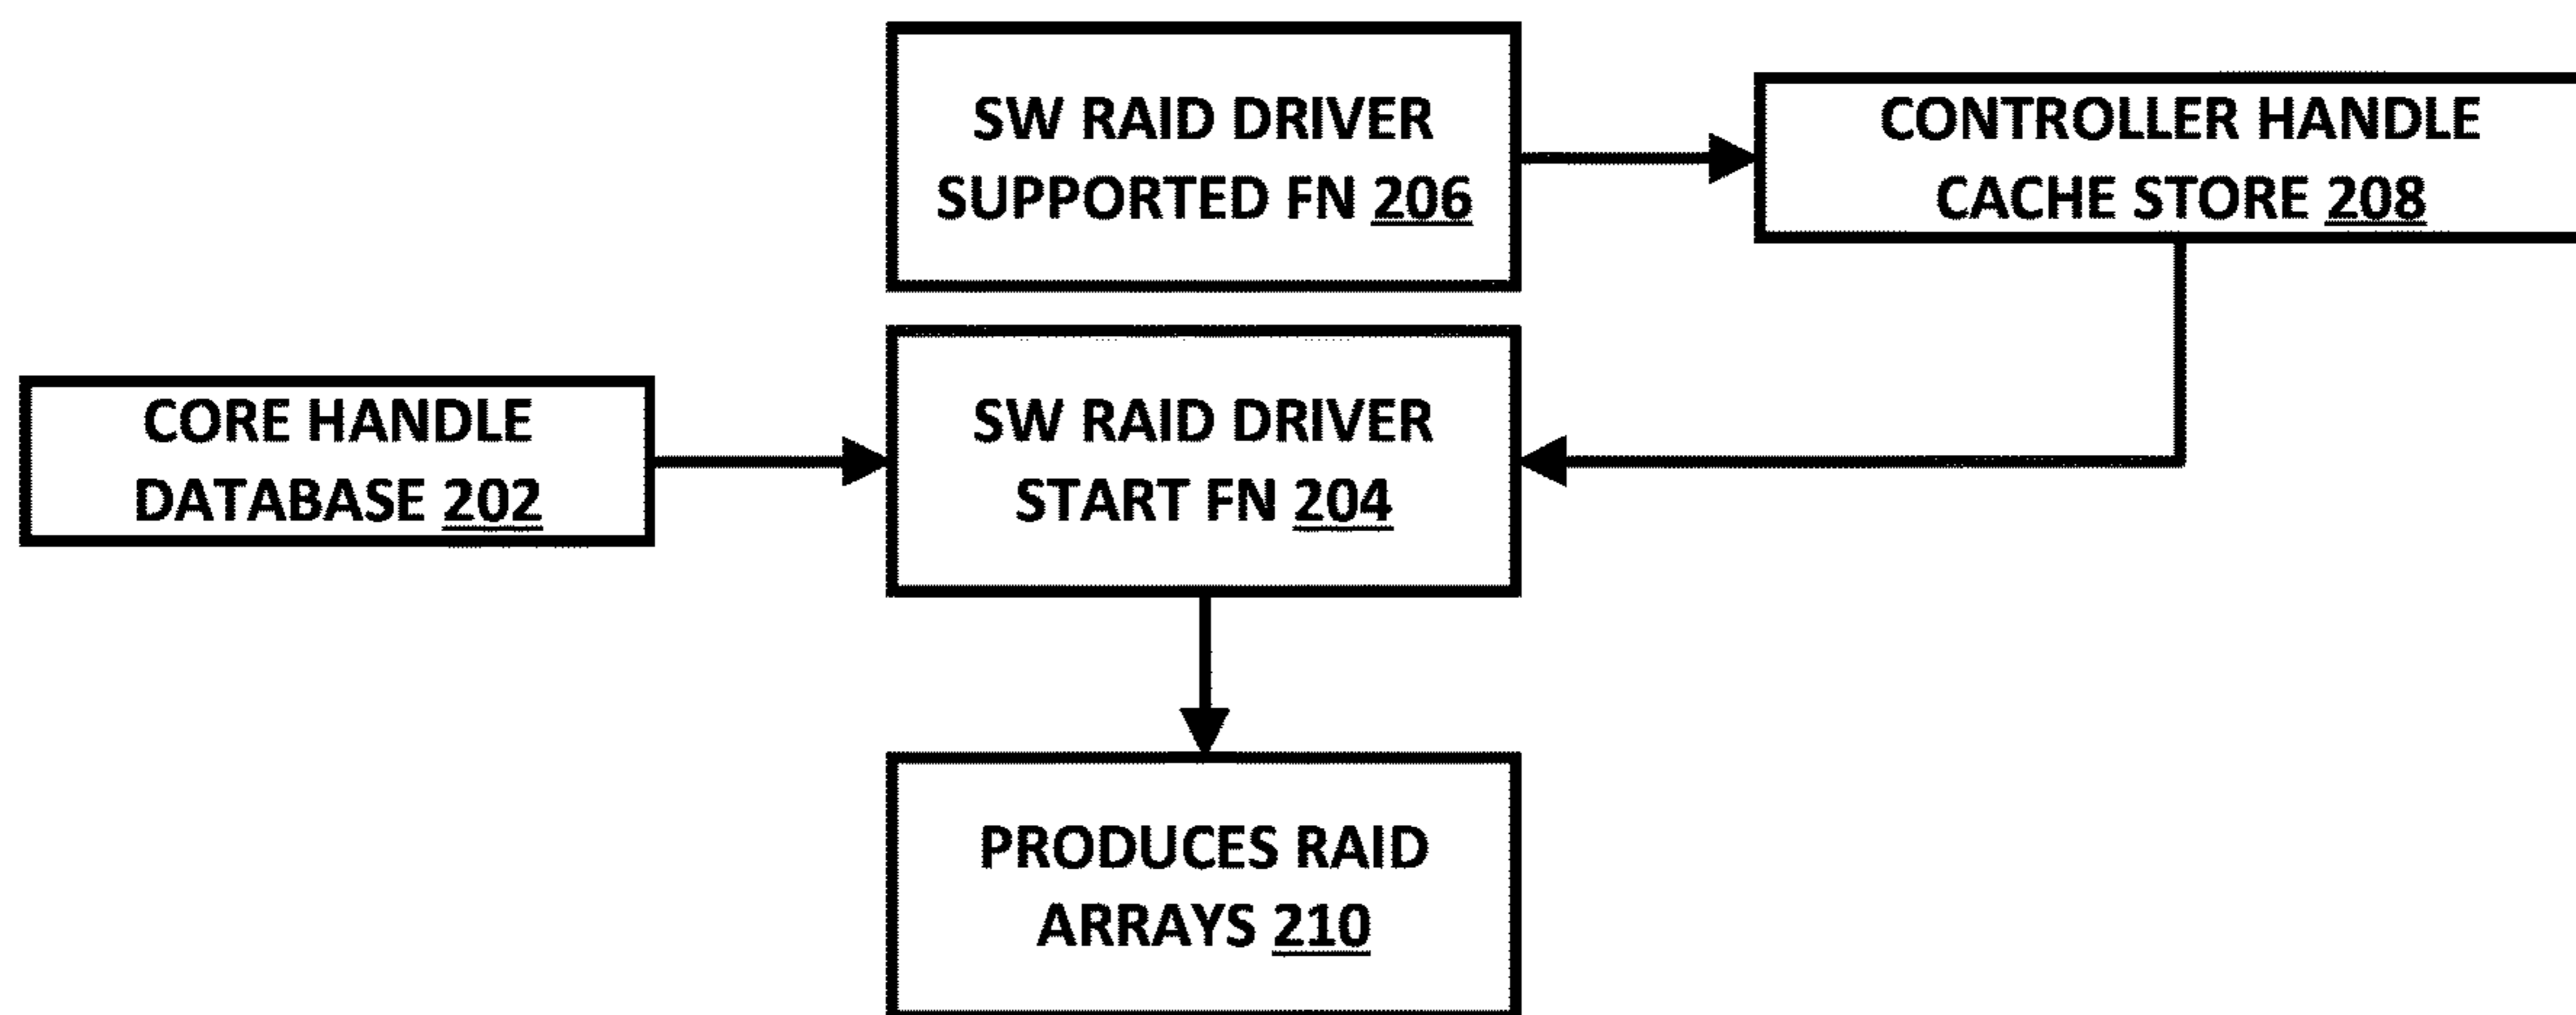 SW RAID DRIVER
SUPPORTED FN 206
CONTROLLER HANDLE
CACHE STORE 208
CORE HANDLE
DATABASE 202
SW RAID DRIVER
START FN 204
PRODUCES RAID
ARRAYS 210